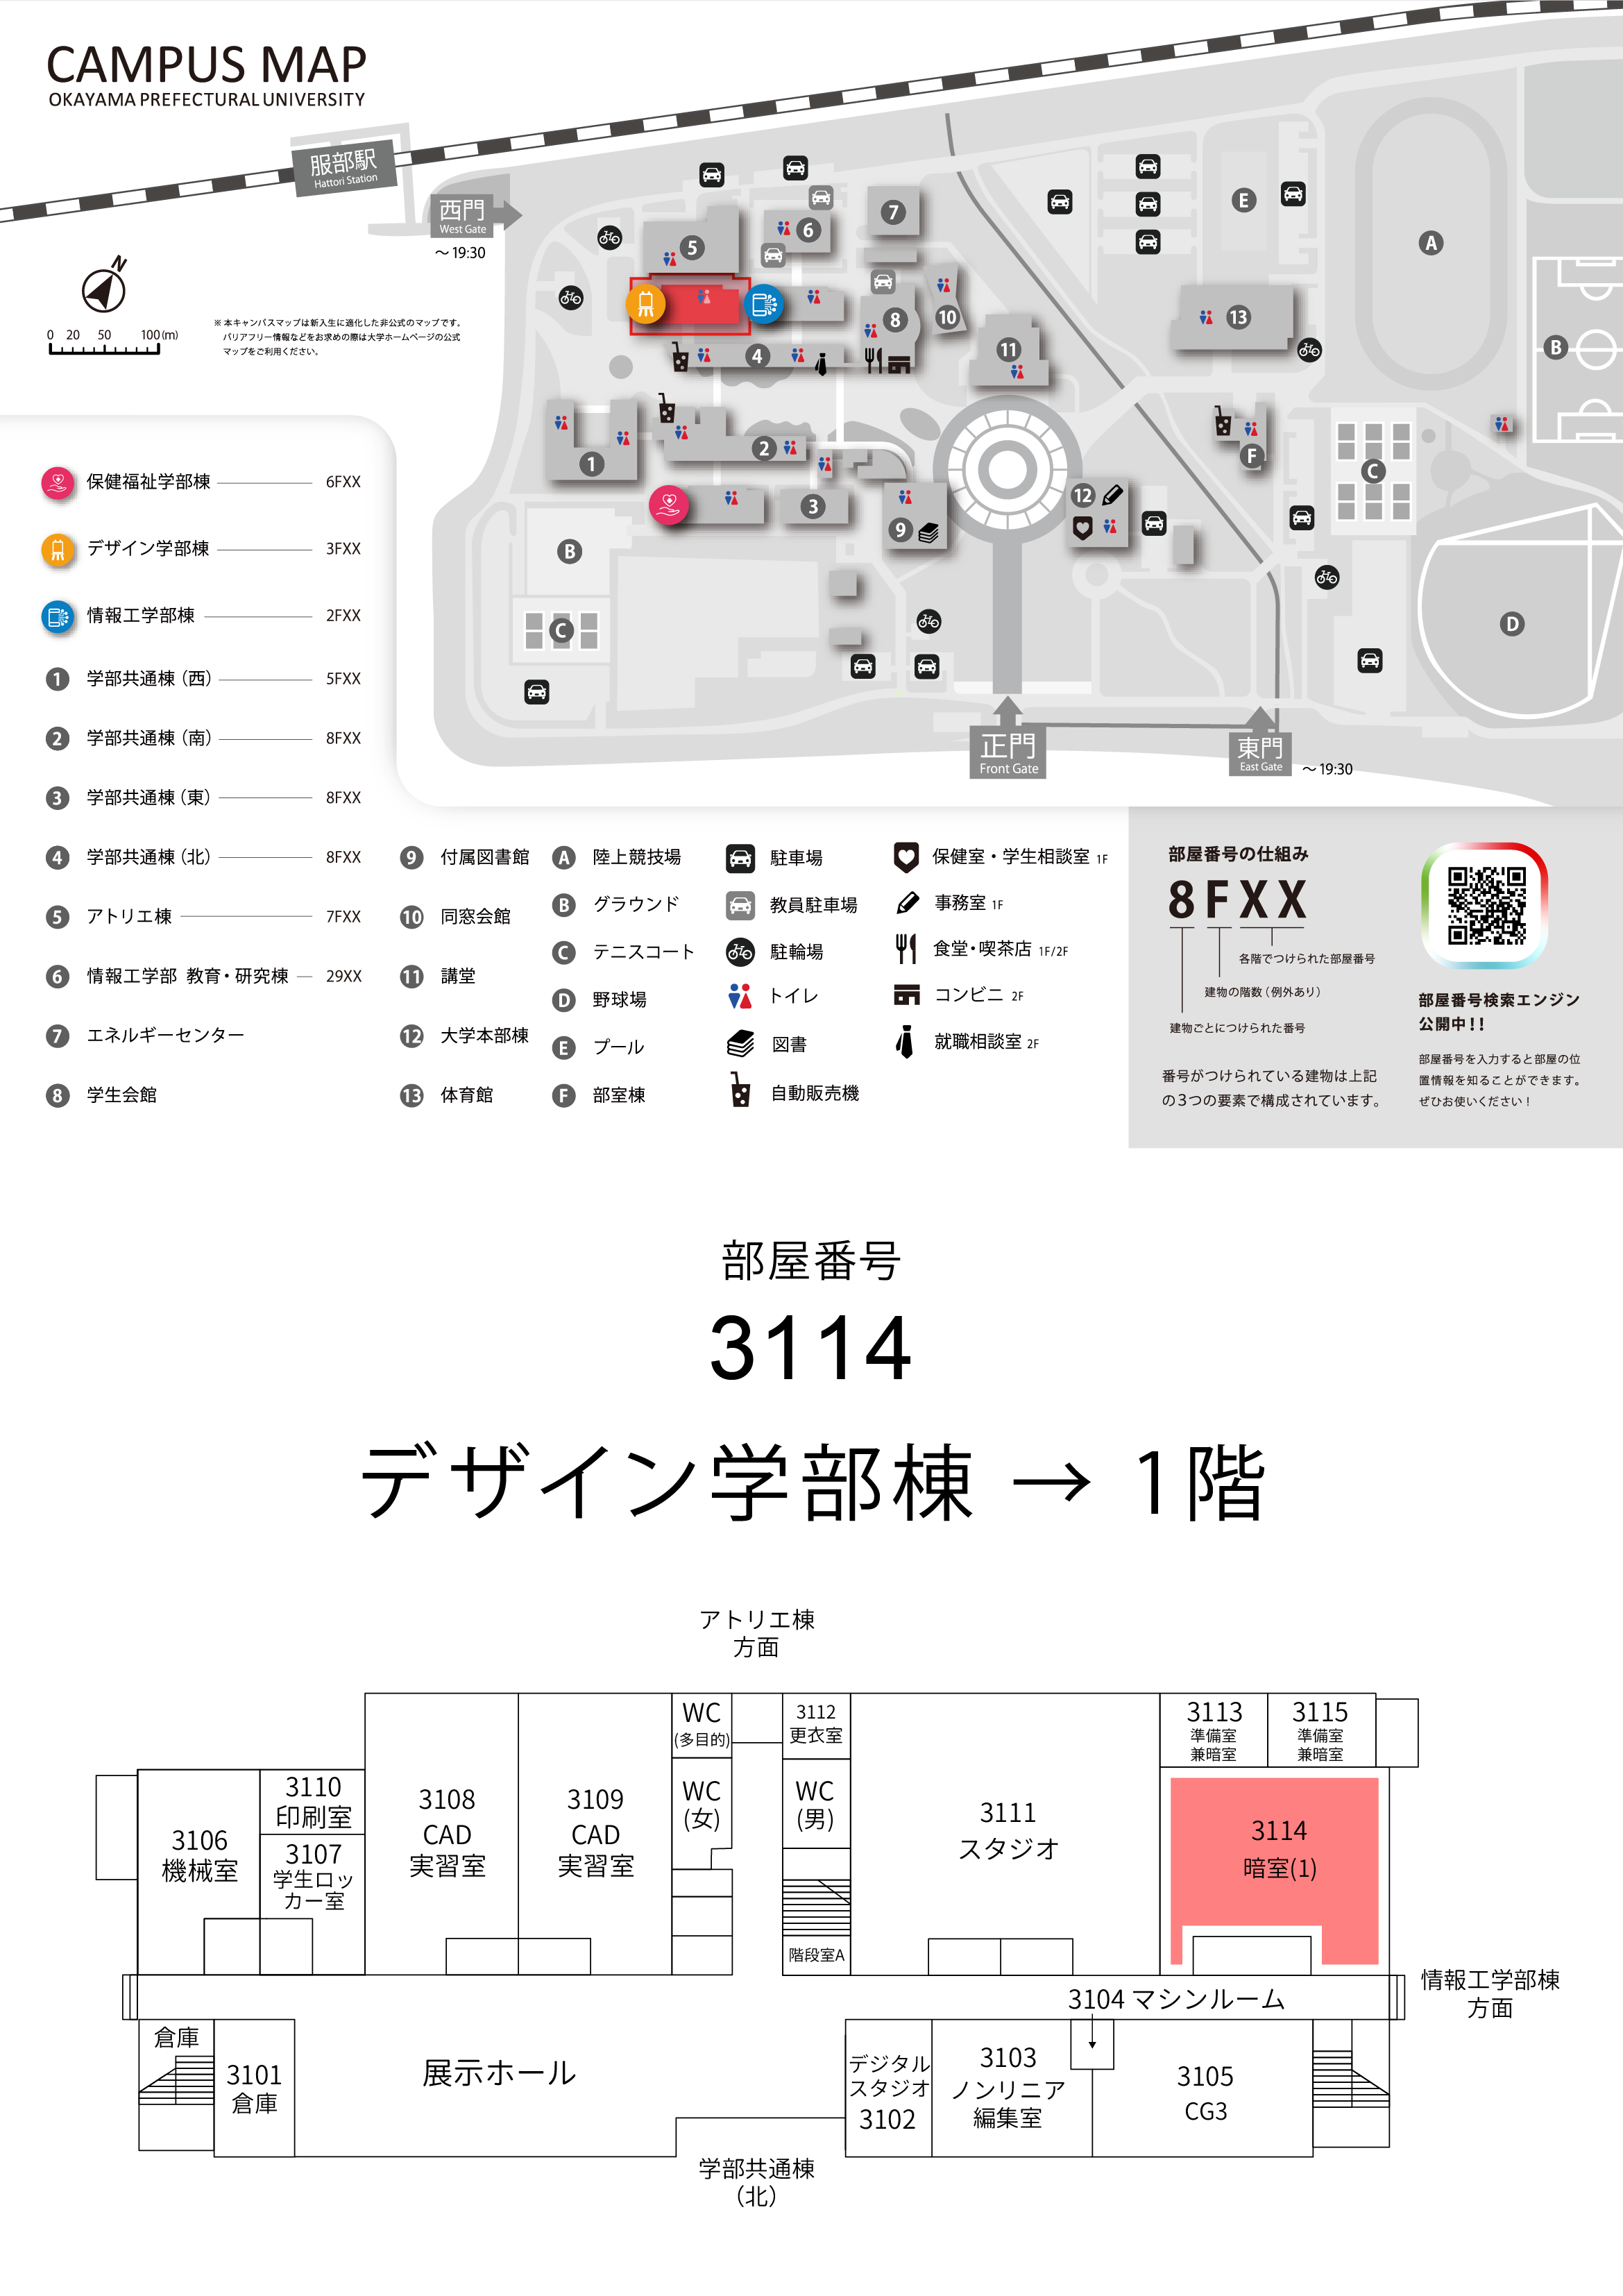 CAMPUS MAP
OKAYAMA PREFECTURAL UNIVERSITY
服部駅
Hattori Station
西門
West Gate
～19:30
N
0 20 50 100(m)
※本キャンパスマップは新入生に適化した非公式のマップです。
バリアフリー情報などをお求めの際は大学ホームページの公式
マップをご利用ください。
5
6
7
E
A
8
10
13
4
11
B
1
2
F
C
3
9
12
B
C
D
正門
Front Gate
東門
East Gate
～19:30
保健福祉学部棟 6FXX
デザイン学部棟 3FXX
情報工学部棟 2FXX
1 学部共通棟（西） 5FXX
2 学部共通棟（南） 8FXX
3 学部共通棟（東） 8FXX
4 学部共通棟（北） 8FXX
5 アトリエ棟 7FXX
6 情報工学部 教育・研究棟 29XX
7 エネルギーセンター
8 学生会館
9 付属図書館
10 同窓会館
11 講堂
12 大学本部棟
13 体育館
A 陸上競技場
B グラウンド
C テニスコート
D 野球場
E プール
F 部室棟
駐車場
教員駐車場
駐輪場
トイレ
図書
自動販売機
保健室・学生相談室 1F
事務室 1F
食堂・喫茶店 1F/2F
コンビニ 2F
就職相談室 2F
部屋番号の仕組み
8FXX
各階でつけられた部屋番号
建物の階数（例外あり）
建物ごとにつけられた番号
番号がつけられている建物は上記
の3つの要素で構成されています。
部屋番号検索エンジン
公開中！！
部屋番号を入力すると部屋の位
置情報を知ることができます。
ぜひお使いください！
部屋番号
3114
デザイン学部棟 → 1階
アトリエ棟
方面
3106
機械室
3110
印刷室
3107
学生ロッ
カー室
3108
CAD
実習室
3109
CAD
実習室
WC
(多目的)
WC
(女)
3112
更衣室
WC
(男)
階段室A
3111
スタジオ
3113
準備室
兼暗室
3115
準備室
兼暗室
3114
暗室(1)
情報工学部棟
方面
3104 マシンルーム
倉庫
3101
倉庫
展示ホール
デジタル
スタジオ
3102
3103
ノンリニア
編集室
3105
CG3
学部共通棟
（北）